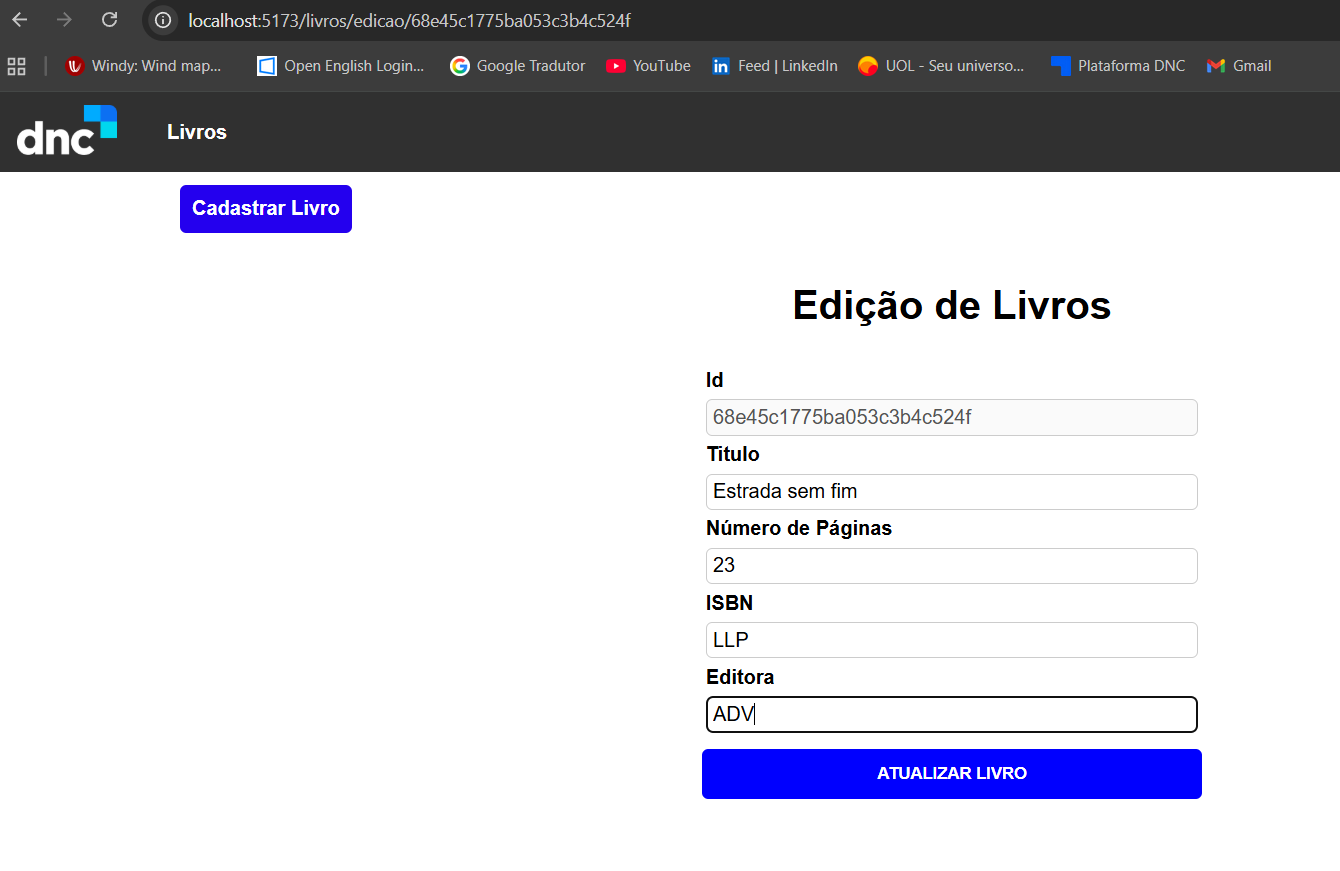 localhost:5173/livros/edicao/68e45c1775ba053c3b4c524f
Windy: Wind map... Open English Login... Google Tradutor YouTube Feed | LinkedIn UOL - Seu universo... Plataforma DNC Gmail
dnc Livros
Cadastrar Livro
Edição de Livros
Id
68e45c1775ba053c3b4c524f
Titulo
Estrada sem fim
Número de Páginas
23
ISBN
LLP
Editora
ADV
ATUALIZAR LIVRO